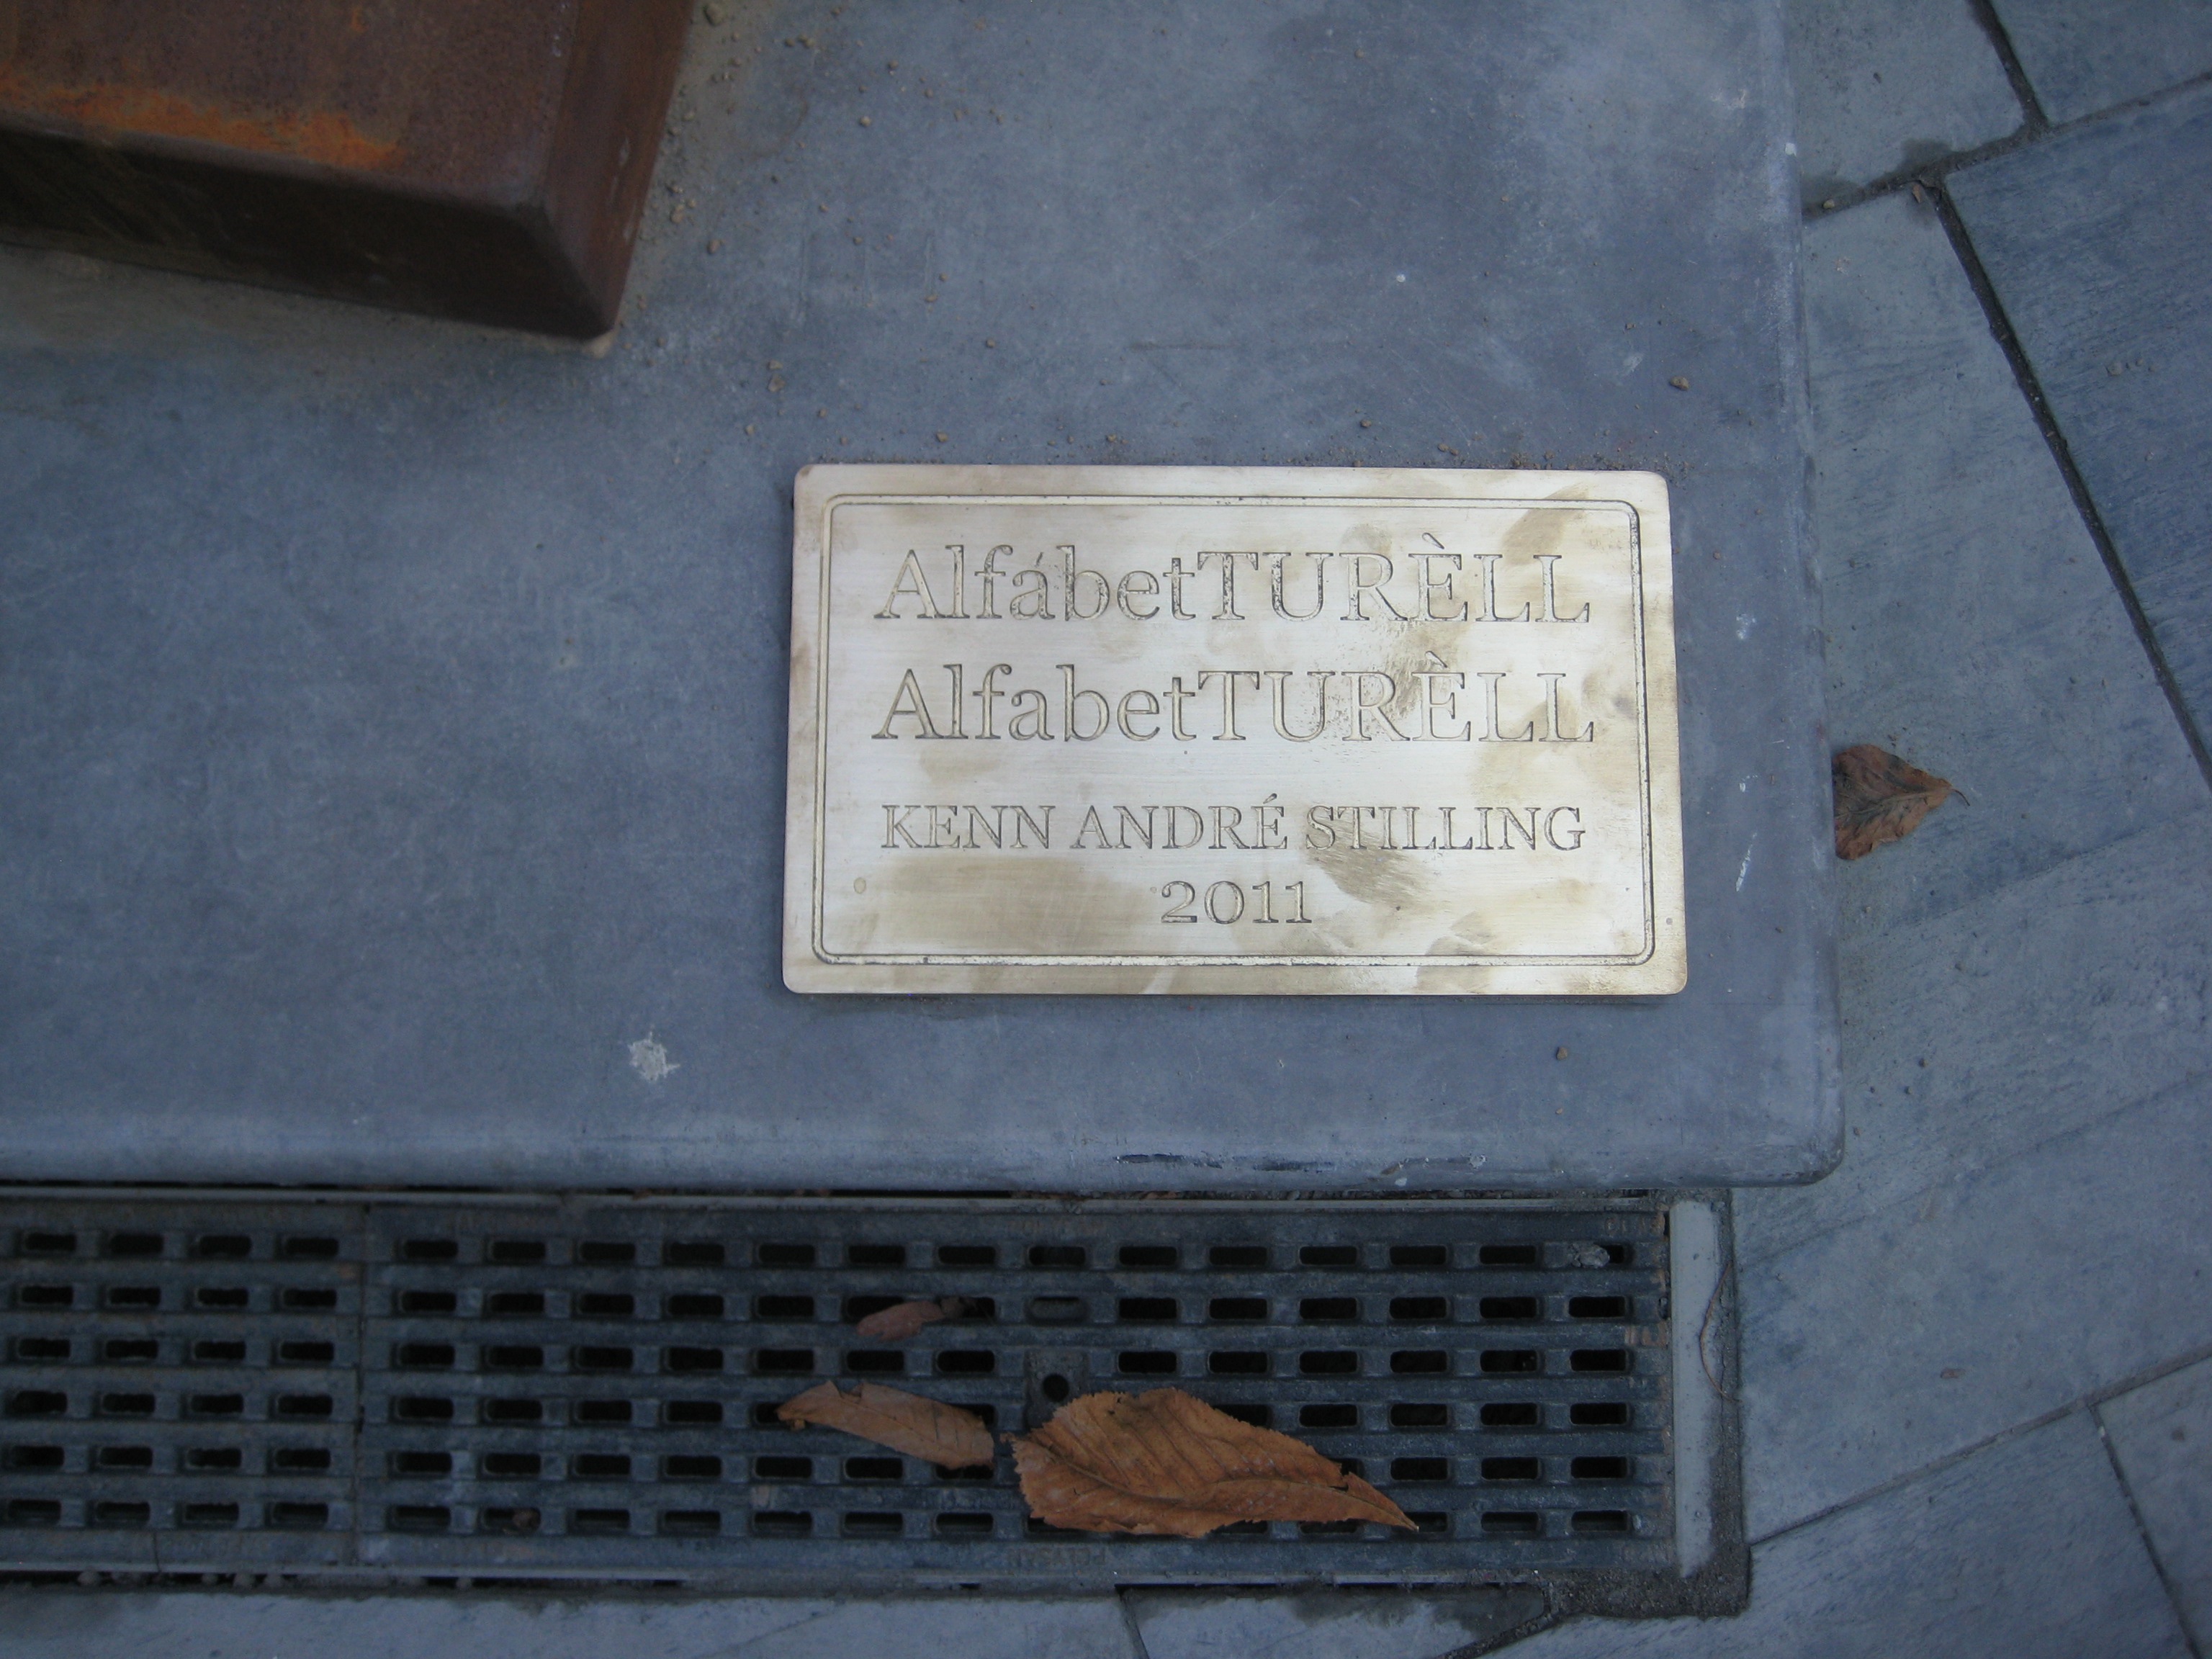 AlfábetTURÈLL
AlfabetTURÈLL
KENN ANDRÉ STILLING
2011